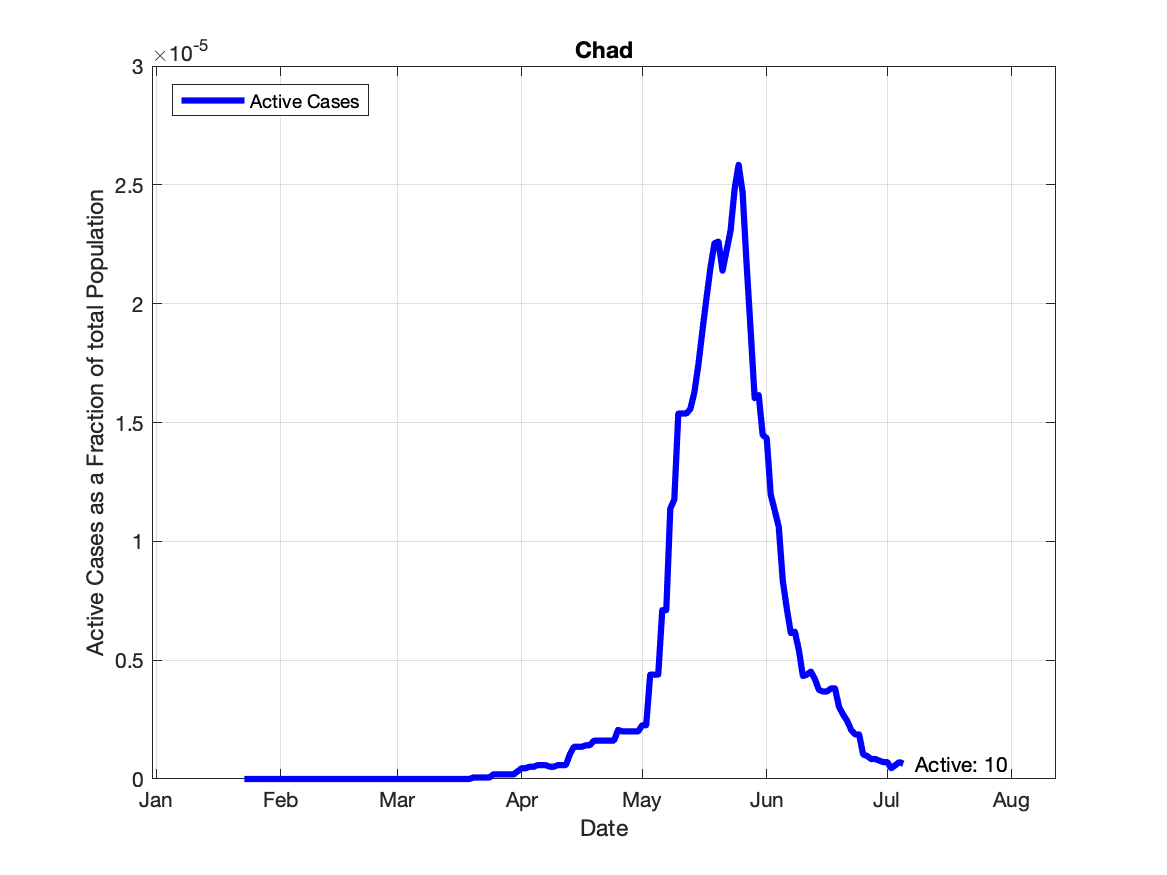 Chad
×10-5
3
2.5
2
1.5
1
0.5
0
Active Cases as a Fraction of total Population
Active Cases
Active: 10
Jan Feb Mar Apr May Jun Jul Aug
Date